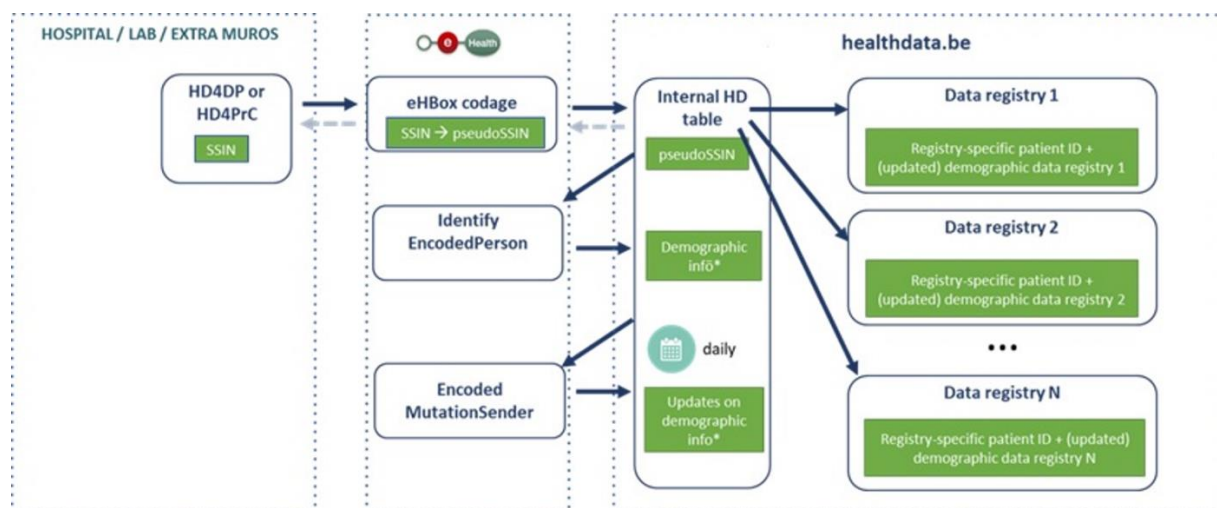 HOSPITAL / LAB / EXTRA MUROS
HD4DP or
HD4PrC
SSIN
e Health
eHBox codage
SSIN → pseudoSSIN
Identify
EncodedPerson
Encoded
MutationSender
healthdata.be
Internal HD
table
pseudoSSIN
Demographic
infö*
daily
Updates on
demographic
info*
Data registry 1
Registry-specific patient ID +
(updated) demographic data registry 1
Data registry 2
Registry-specific patient ID +
(updated) demographic data registry 2
...
Data registry N
Registry-specific patient ID + (updated)
demographic data registry N